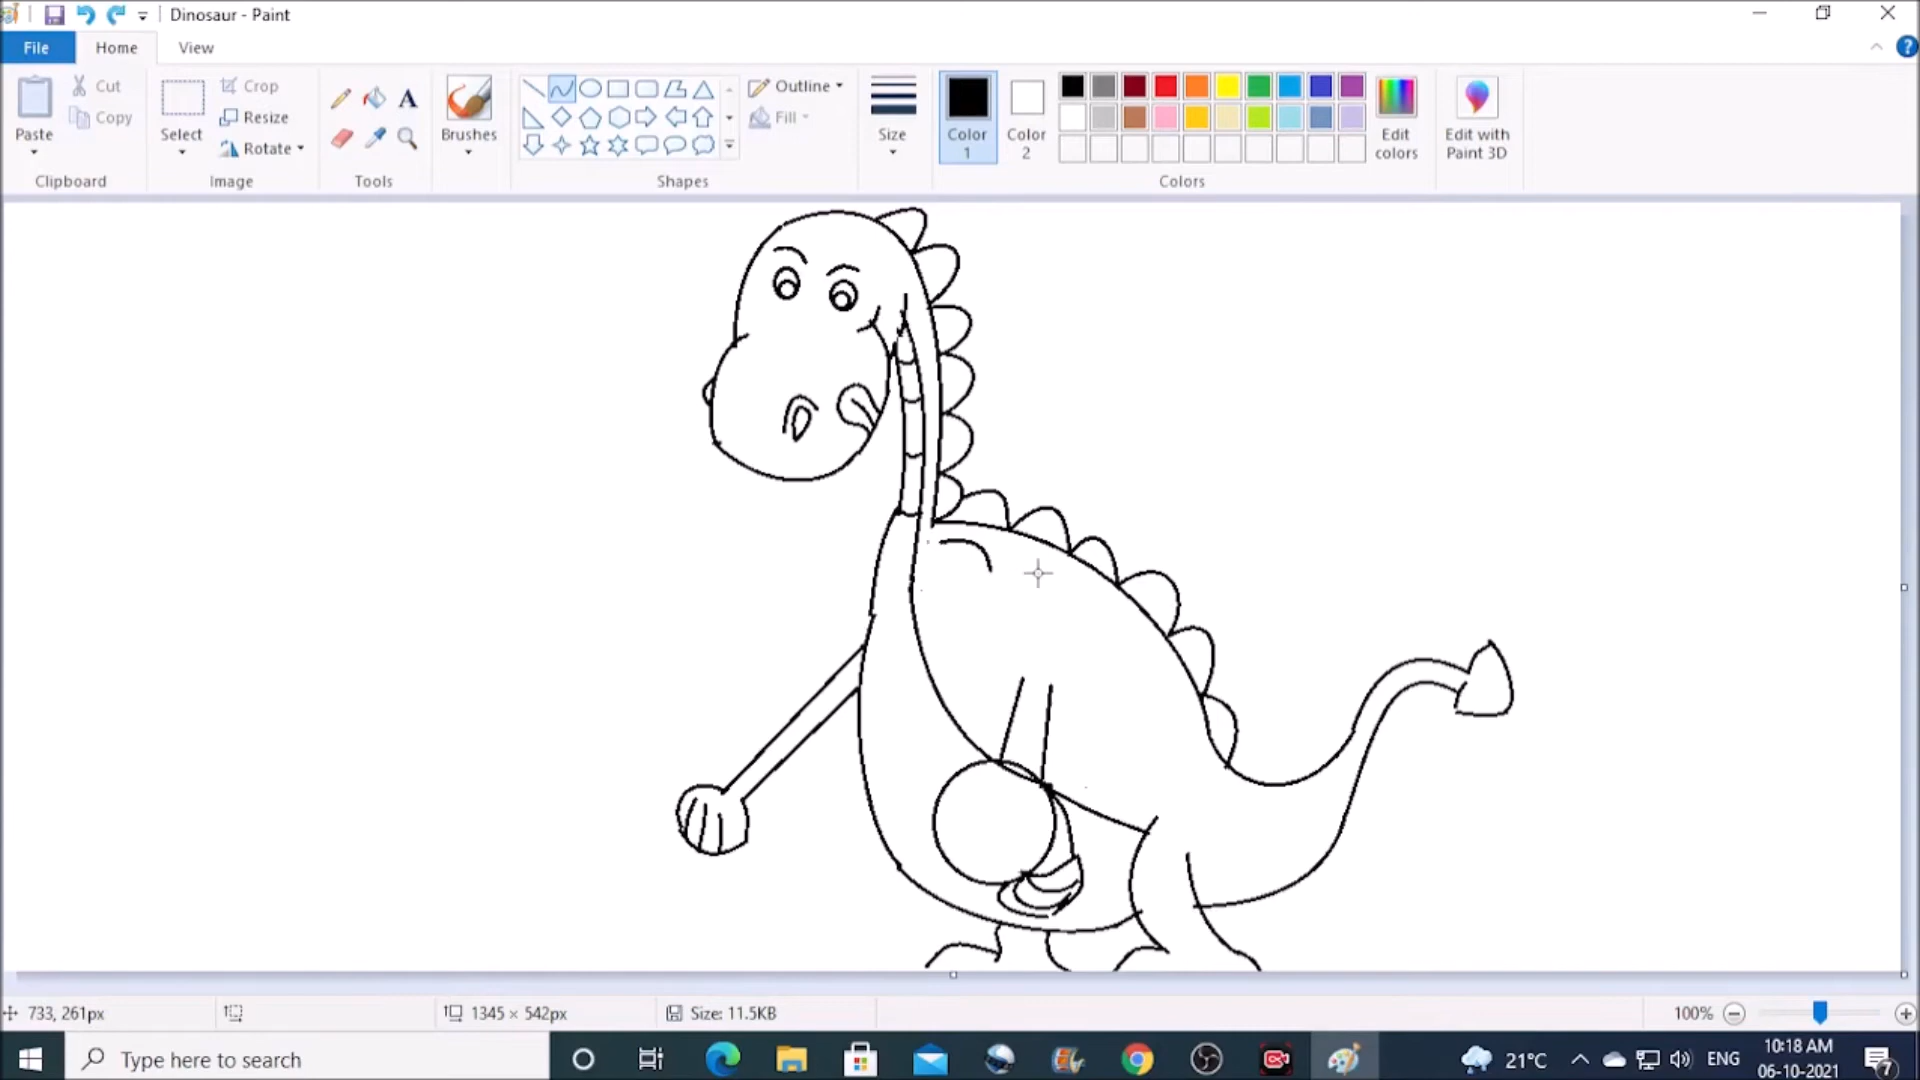 Dinosaur - Paint
File Home View
Paste
Cut
Copy
Clipboard
Select
Crop
Resize
Rotate
Image
A
Tools
Brushes
Shapes
Outline
Fill
Size
Color 1
Color 2
Colors
Edit colors
Edit with Paint 3D
?
733, 261px
1345 × 542px
Size: 11.5KB
100%
Type here to search
21°C
ENG
10:18 AM
06-10-2021
7